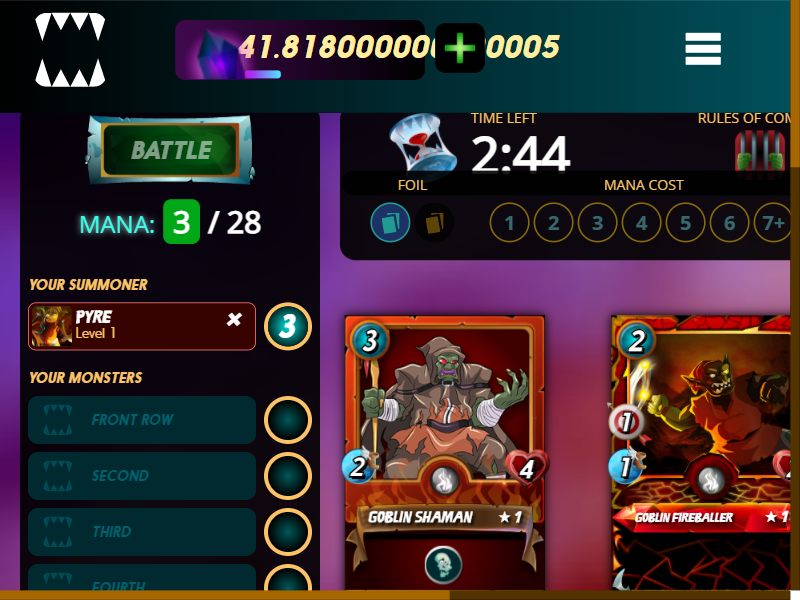 41.8180000000
0005
BATTLE
TIME LEFT
RULES OF COM
2:44
FOIL
MANA COST
MANA: 3 / 28
1 2 3 4 5 6 7+
YOUR SUMMONER
PYRE
Level 1
3
YOUR MONSTERS
FRONT ROW
SECOND
THIRD
FOURTH
3
2
4
GOBLIN SHAMAN ★ 1
2
1
1
GOBLIN FIREBALLER ★ 1